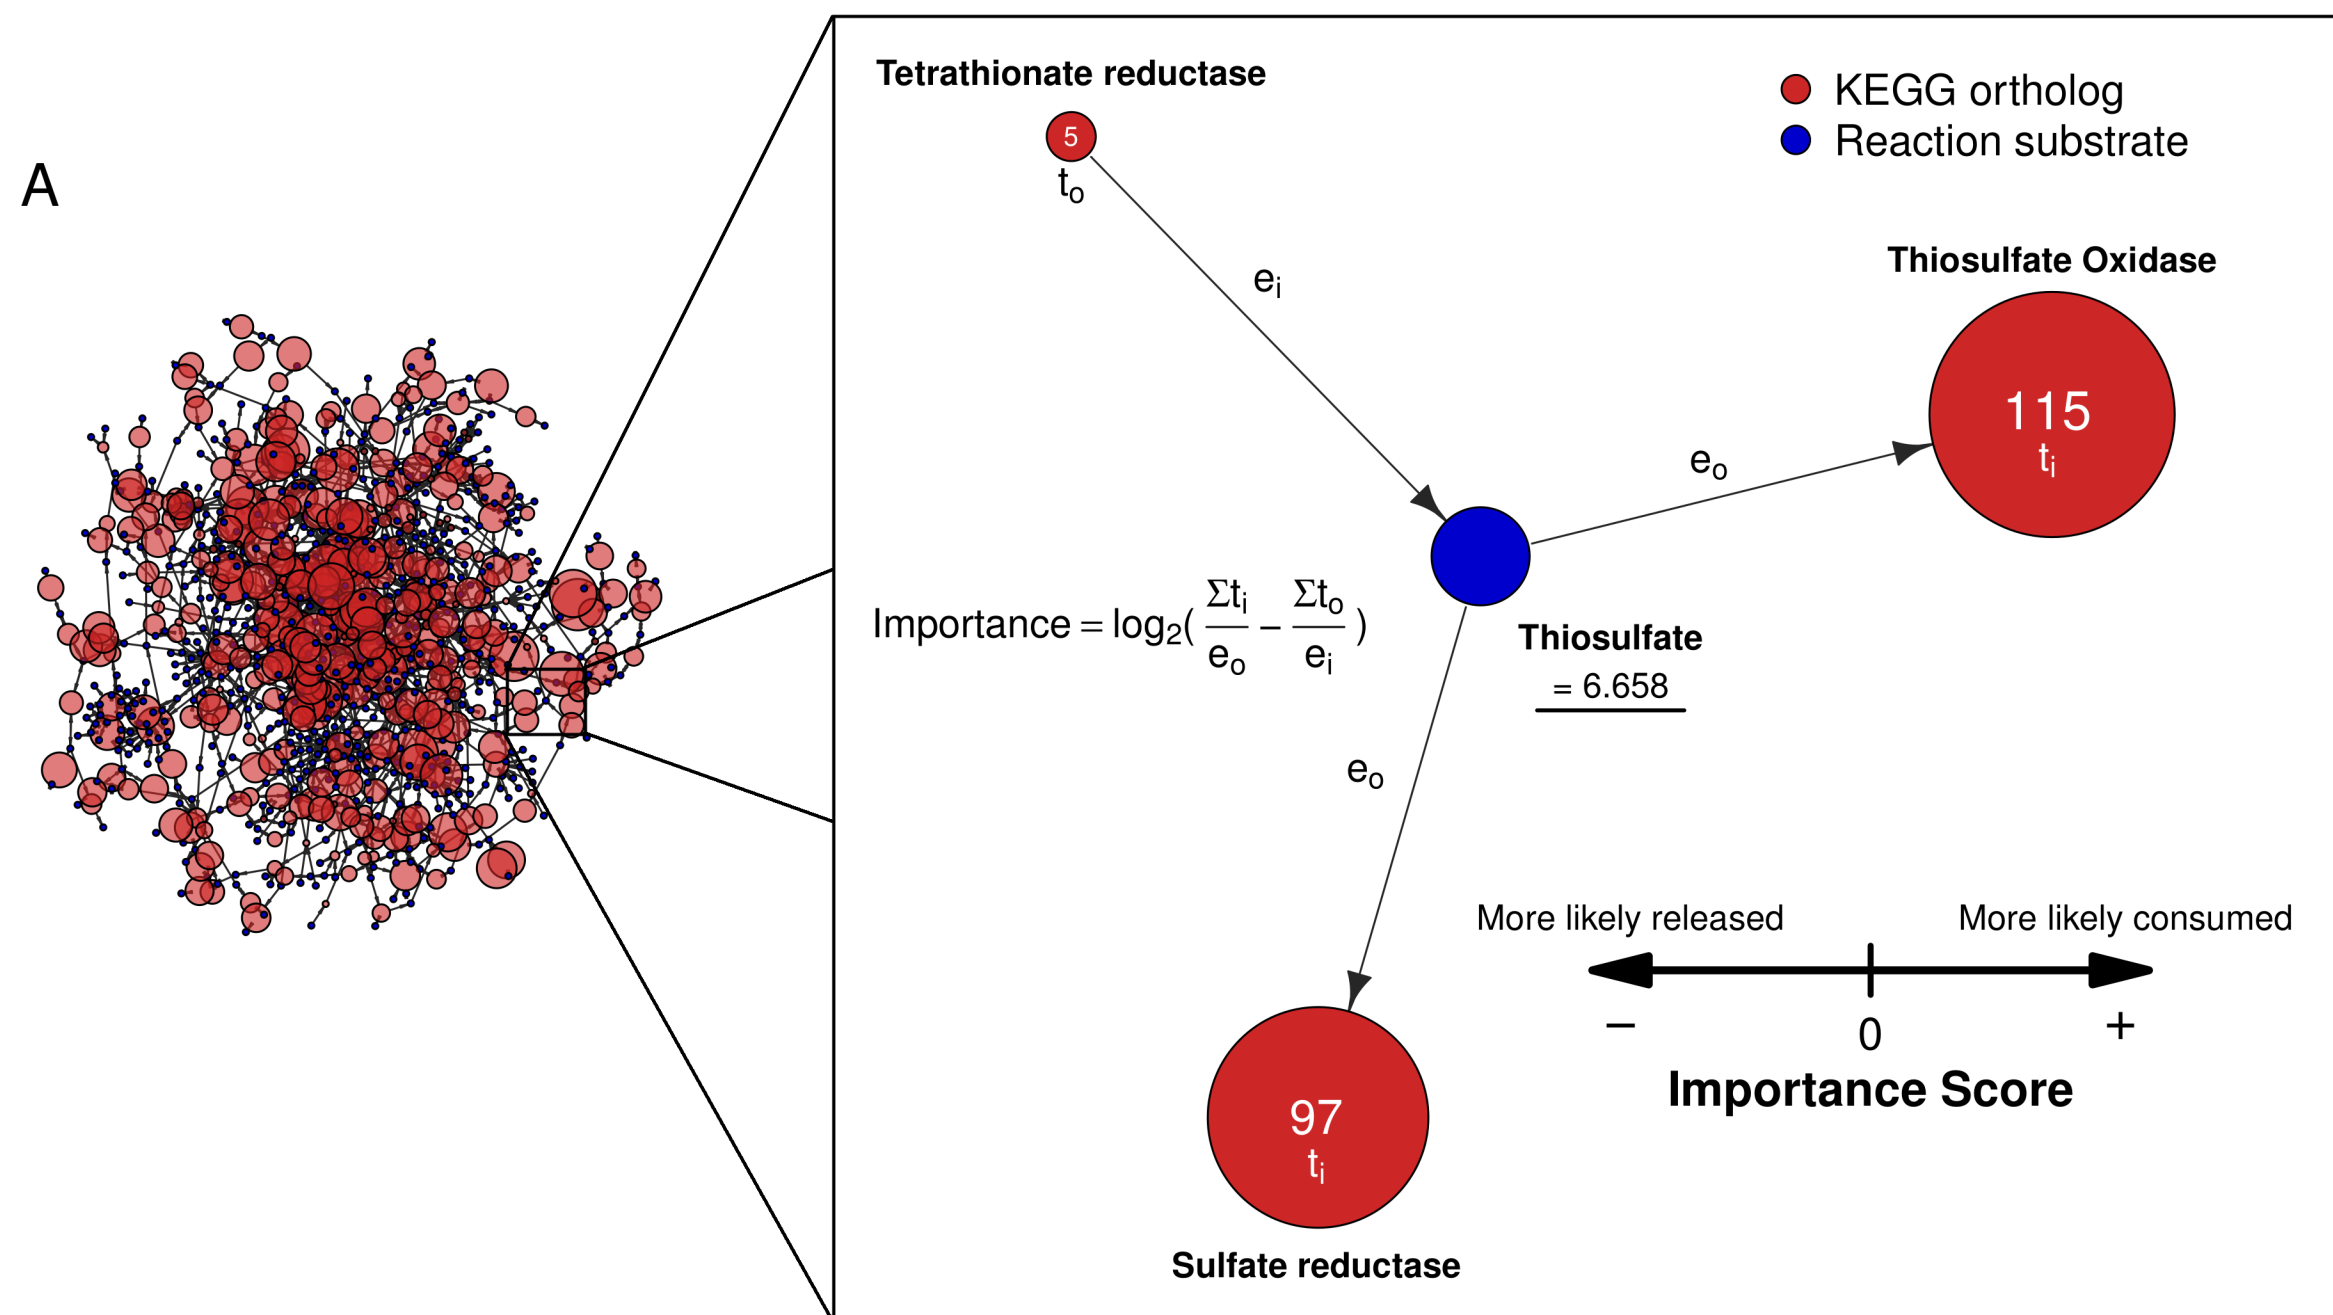 A
Tetrathionate reductase
5
to
ei
KEGG ortholog
Reaction substrate
Thiosulfate Oxidase
115
ti
eo
Importance = log2( Σti/eo − Σto/ei )
Thiosulfate
= 6.658
eo
97
ti
Sulfate reductase
More likely released More likely consumed
− 0 +
Importance Score